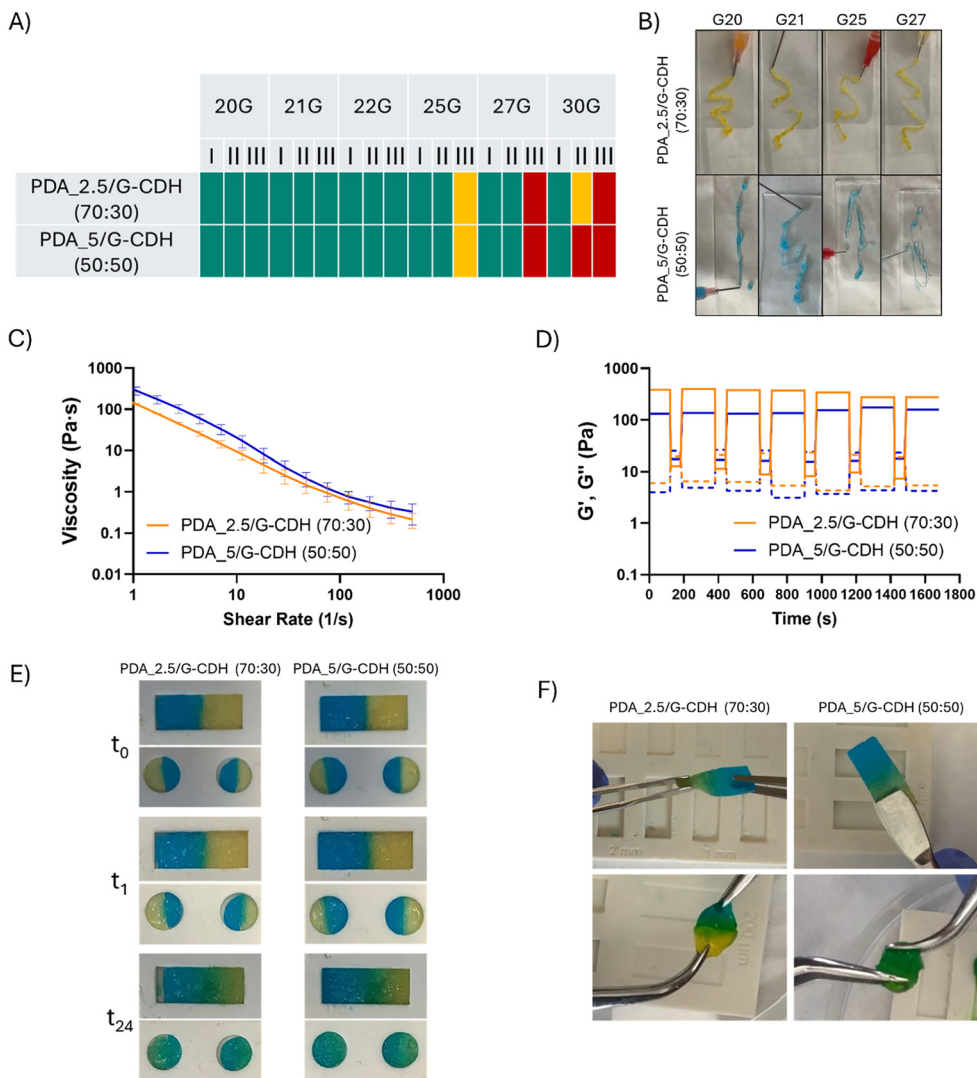 A)
20G 21G 22G 25G 27G 30G
I II III I II III I II III I II III I II III I II III
PDA_2.5/G-CDH
(70:30)
PDA_5/G-CDH
(50:50)
B)
G20 G21 G25 G27
PDA_2.5/G-CDH
(70:30)
PDA_5/G-CDH
(50:50)
C)
Viscosity (Pa·s)
1000
100
10
1
0.1
0.01
PDA_2.5/G-CDH (70:30)
PDA_5/G-CDH (50:50)
1 10 100 1000
Shear Rate (1/s)
D)
G', G'' (Pa)
1000
100
10
1
0.1
PDA_2.5/G-CDH (70:30)
PDA_5/G-CDH (50:50)
0 200 400 600 800 1000 1200 1400 1600 1800
Time (s)
E)
PDA_2.5/G-CDH (70:30) PDA_5/G-CDH (50:50)
t0
t1
t24
F)
PDA_2.5/G-CDH (70:30) PDA_5/G-CDH (50:50)
2 mm
1 mm
500 µm